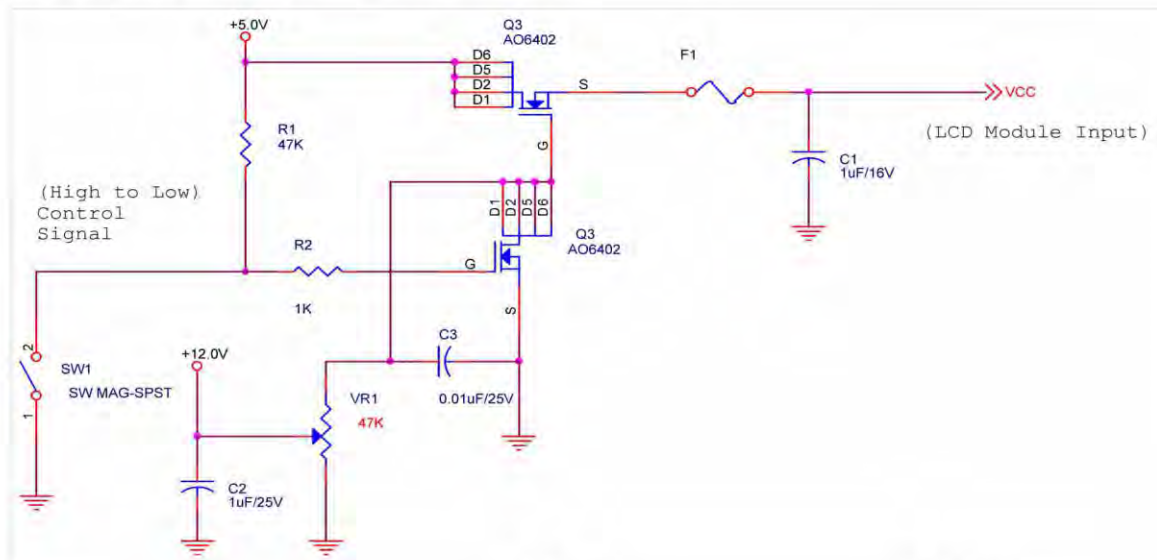 +5.0V
Q3
AO6402
D6
D5
D2
D1
S
G
F1
VCC
(LCD Module Input)
R1
47K
C1
1uF/16V
(High to Low)
Control
Signal
D1
D2
D5
D6
Q3
AO6402
R2
1K
G
S
2
SW1
SW MAG-SPST
1
+12.0V
C3
0.01uF/25V
VR1
47K
C2
1uF/25V